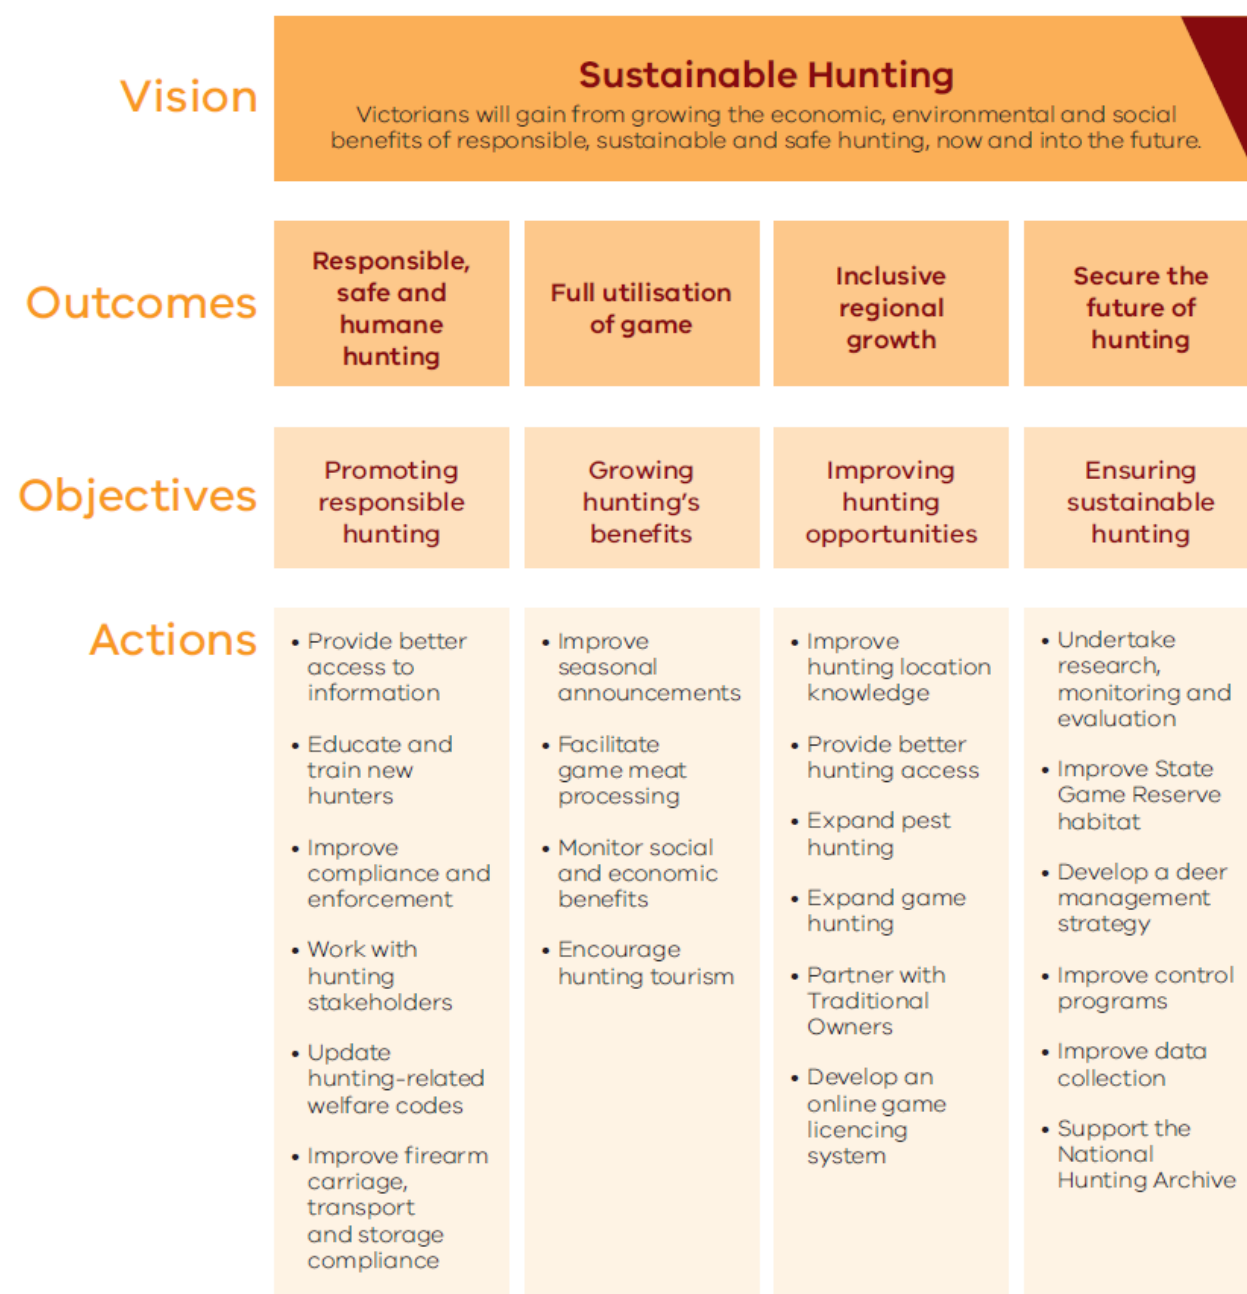 Vision
Sustainable Hunting
Victorians will gain from growing the economic, environmental and social
benefits of responsible, sustainable and safe hunting, now and into the future.
Outcomes
Responsible,
safe and
humane
hunting
Full utilisation
of game
Inclusive
regional
growth
Secure the
future of
hunting
Objectives
Promoting
responsible
hunting
Growing
hunting's
benefits
Improving
hunting
opportunities
Ensuring
sustainable
hunting
Actions
• Provide better
access to
information
• Educate and
train new
hunters
• Improve
compliance and
enforcement
• Work with
hunting
stakeholders
• Update
hunting-related
welfare codes
• Improve firearm
carriage,
transport
and storage
compliance
• Improve
seasonal
announcements
• Facilitate
game meat
processing
• Monitor social
and economic
benefits
• Encourage
hunting tourism
• Improve
hunting location
knowledge
• Provide better
hunting access
• Expand pest
hunting
• Expand game
hunting
• Partner with
Traditional
Owners
• Develop an
online game
licencing
system
• Undertake
research,
monitoring and
evaluation
• Improve State
Game Reserve
habitat
• Develop a deer
management
strategy
• Improve control
programs
• Improve data
collection
• Support the
National
Hunting Archive